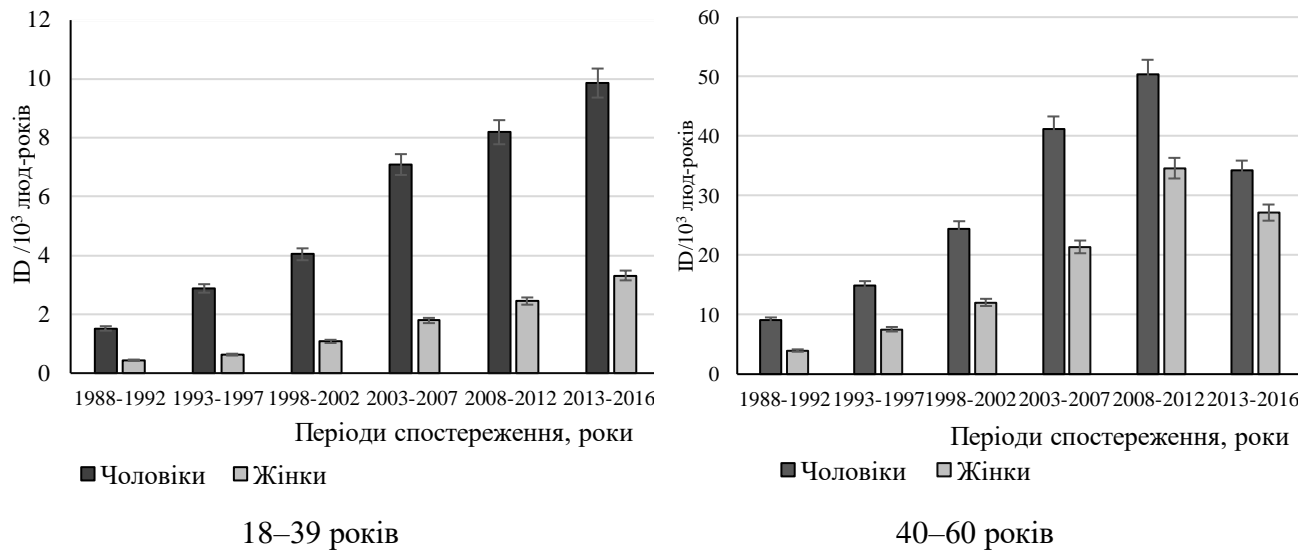 12
10
8
6
4
2
0
ID /10³ люд-років
1988-1992 1993-1997 1998-2002 2003-2007 2008-2012 2013-2016
Періоди спостереження, роки
Чоловіки Жінки
18–39 років
60
50
40
30
20
10
0
ID/10³ люд-років
1988-1992 1993-1997 1998-2002 2003-2007 2008-2012 2013-2016
Періоди спостереження, роки
Чоловіки Жінки
40–60 років